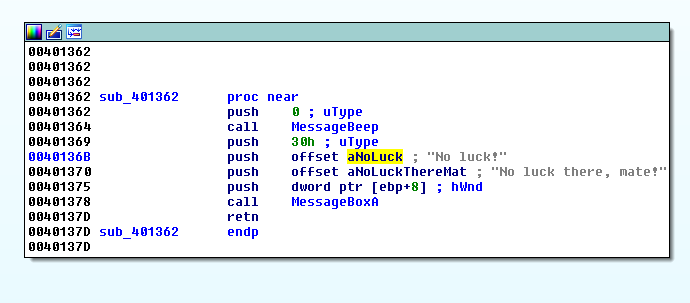 00401362
00401362
00401362
00401362 sub_401362 proc near
00401362 push 0 ; uType
00401364 call MessageBeep
00401369 push 30h ; uType
0040136B push offset aNoLuck ; "No luck!"
00401370 push offset aNoLuckThereMat ; "No luck there, mate!"
00401375 push dword ptr [ebp+8] ; hWnd
00401378 call MessageBoxA
0040137D retn
0040137D sub_401362 endp
0040137D